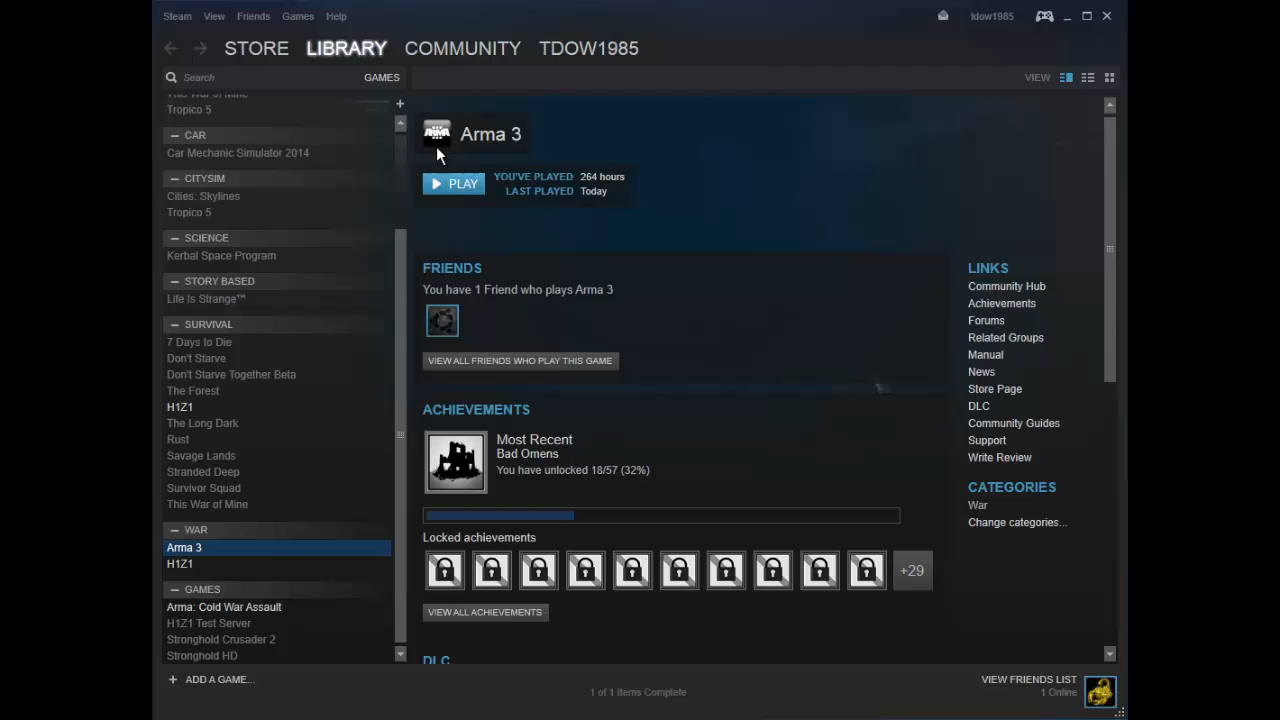 Steam View Friends Games Help
tdow1985
STORE LIBRARY COMMUNITY TDOW1985
Search GAMES
VIEW
Tropico 5
CAR
Car Mechanic Simulator 2014
CITYSIM
Cities: Skylines
Tropico 5
SCIENCE
Kerbal Space Program
STORY BASED
Life Is Strange™
SURVIVAL
7 Days to Die
Don't Starve
Don't Starve Together Beta
The Forest
H1Z1
The Long Dark
Rust
Savage Lands
Stranded Deep
Survivor Squad
This War of Mine
WAR
Arma 3
H1Z1
GAMES
Arma: Cold War Assault
H1Z1 Test Server
Stronghold Crusader 2
Stronghold HD
ADD A GAME...
Arma 3
PLAY
YOU'VE PLAYED 264 hours
LAST PLAYED Today
FRIENDS
You have 1 Friend who plays Arma 3
VIEW ALL FRIENDS WHO PLAY THIS GAME
ACHIEVEMENTS
Most Recent
Bad Omens
You have unlocked 18/57 (32%)
Locked achievements
+29
VIEW ALL ACHIEVEMENTS
DLC
LINKS
Community Hub
Achievements
Forums
Related Groups
Manual
News
Store Page
DLC
Community Guides
Support
Write Review
CATEGORIES
War
Change categories...
1 of 1 Items Complete
VIEW FRIENDS LIST
1 Online